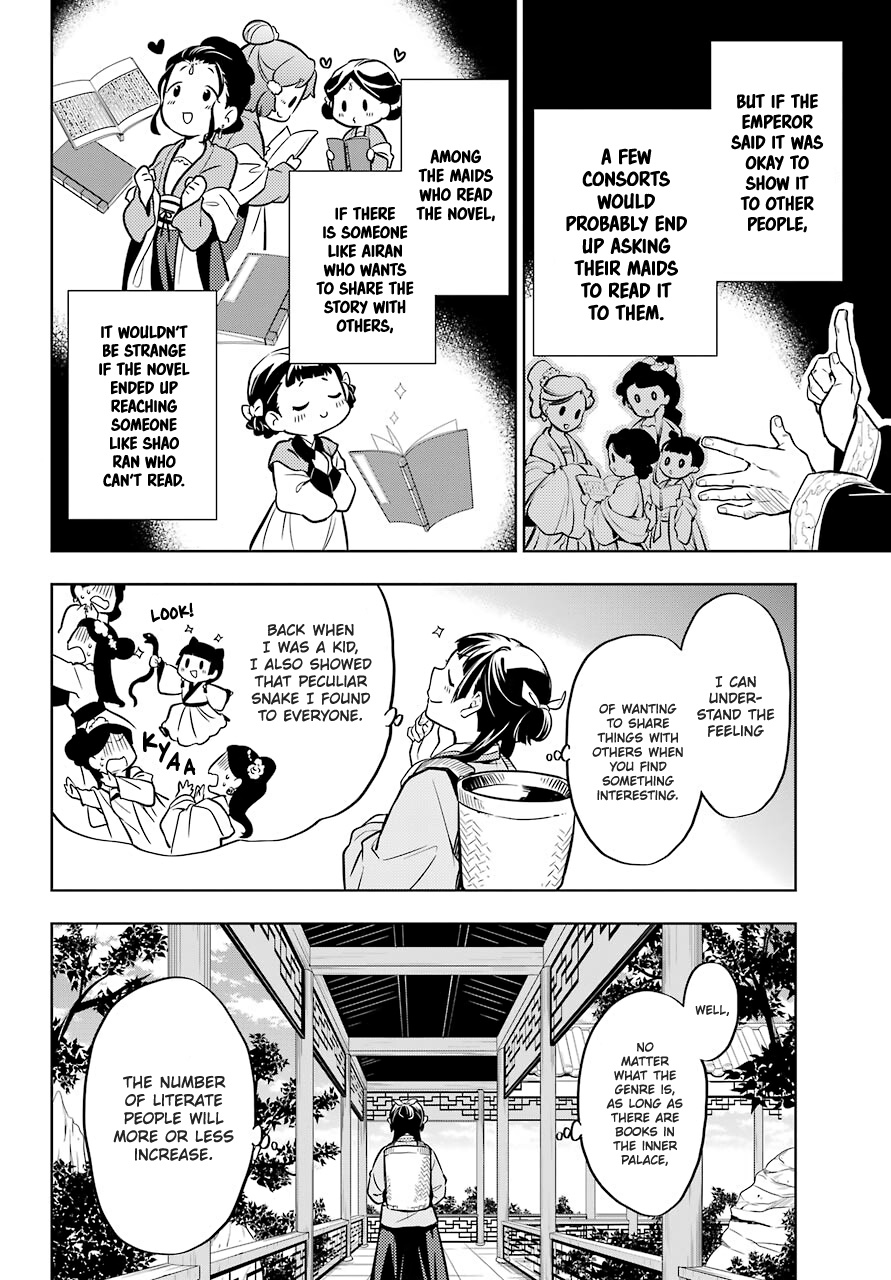 BUT IF THE
EMPEROR
SAID IT WAS
OKAY TO
SHOW IT
TO OTHER
PEOPLE,
A FEW
CONSORTS
WOULD
PROBABLY END
UP ASKING
THEIR MAIDS
TO READ IT
TO THEM.
AMONG
THE MAIDS
WHO READ
THE NOVEL,
IF THERE
IS SOMEONE
LIKE AIRAN
WHO WANTS
TO SHARE THE
STORY WITH
OTHERS,
IT WOULDN'T
BE STRANGE
IF THE NOVEL
ENDED UP
REACHING
SOMEONE
LIKE SHAO
RAN WHO
CAN'T READ.
I CAN
UNDER-
STAND THE
FEELING
OF WANTING
TO SHARE
THINGS WITH
OTHERS WHEN
YOU FIND
SOMETHING
INTERESTING.
BACK WHEN
I WAS A KID,
I ALSO SHOWED
THAT PECULIAR
SNAKE I FOUND
TO EVERYONE.
LOOK!
KYAA
WELL,
NO
MATTER
WHAT THE
GENRE IS,
AS LONG AS
THERE ARE
BOOKS IN
THE INNER
PALACE,
THE NUMBER
OF LITERATE
PEOPLE WILL
MORE OR LESS
INCREASE.